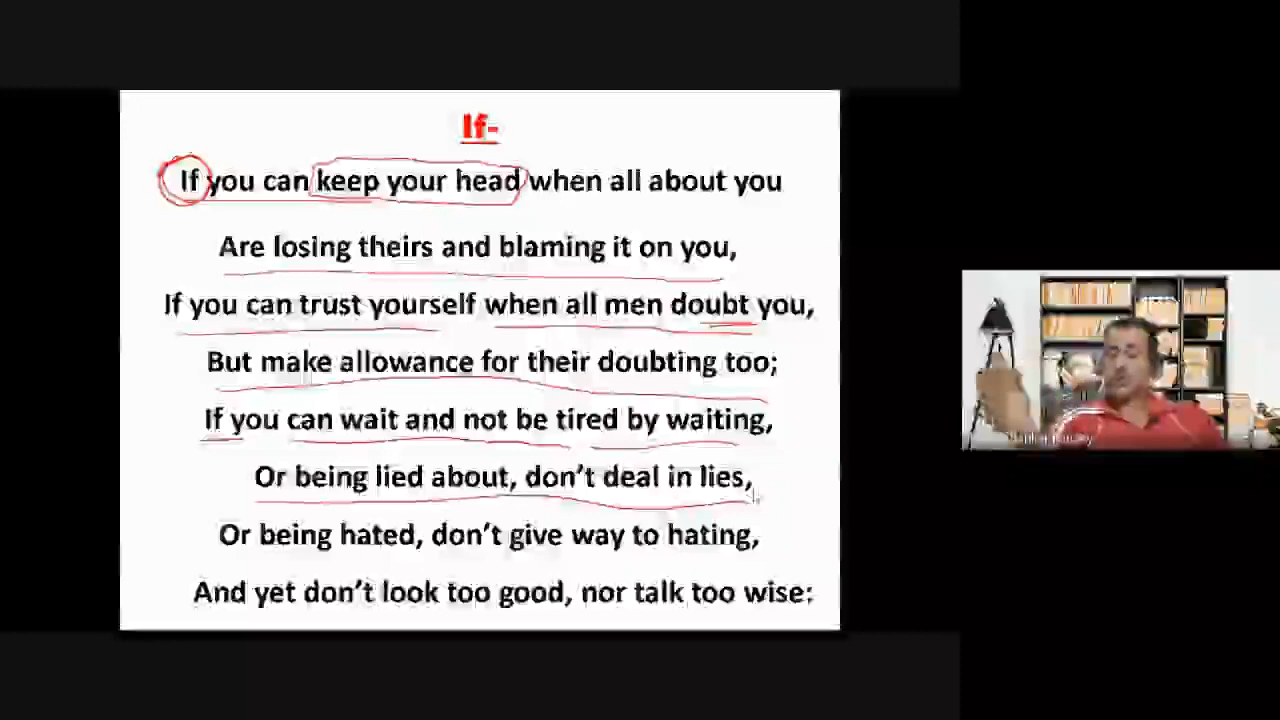 If-
If you can keep your head when all about you
Are losing theirs and blaming it on you,
If you can trust yourself when all men doubt you,
But make allowance for their doubting too;
If you can wait and not be tired by waiting,
Or being lied about, don't deal in lies,
Or being hated, don't give way to hating,
And yet don't look too good, nor talk too wise: